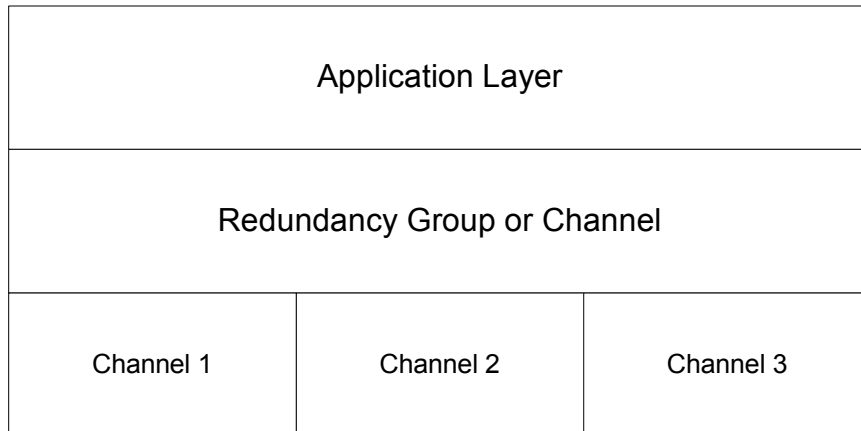 Application Layer
Redundancy Group or Channel
Channel 1
Channel 2
Channel 3